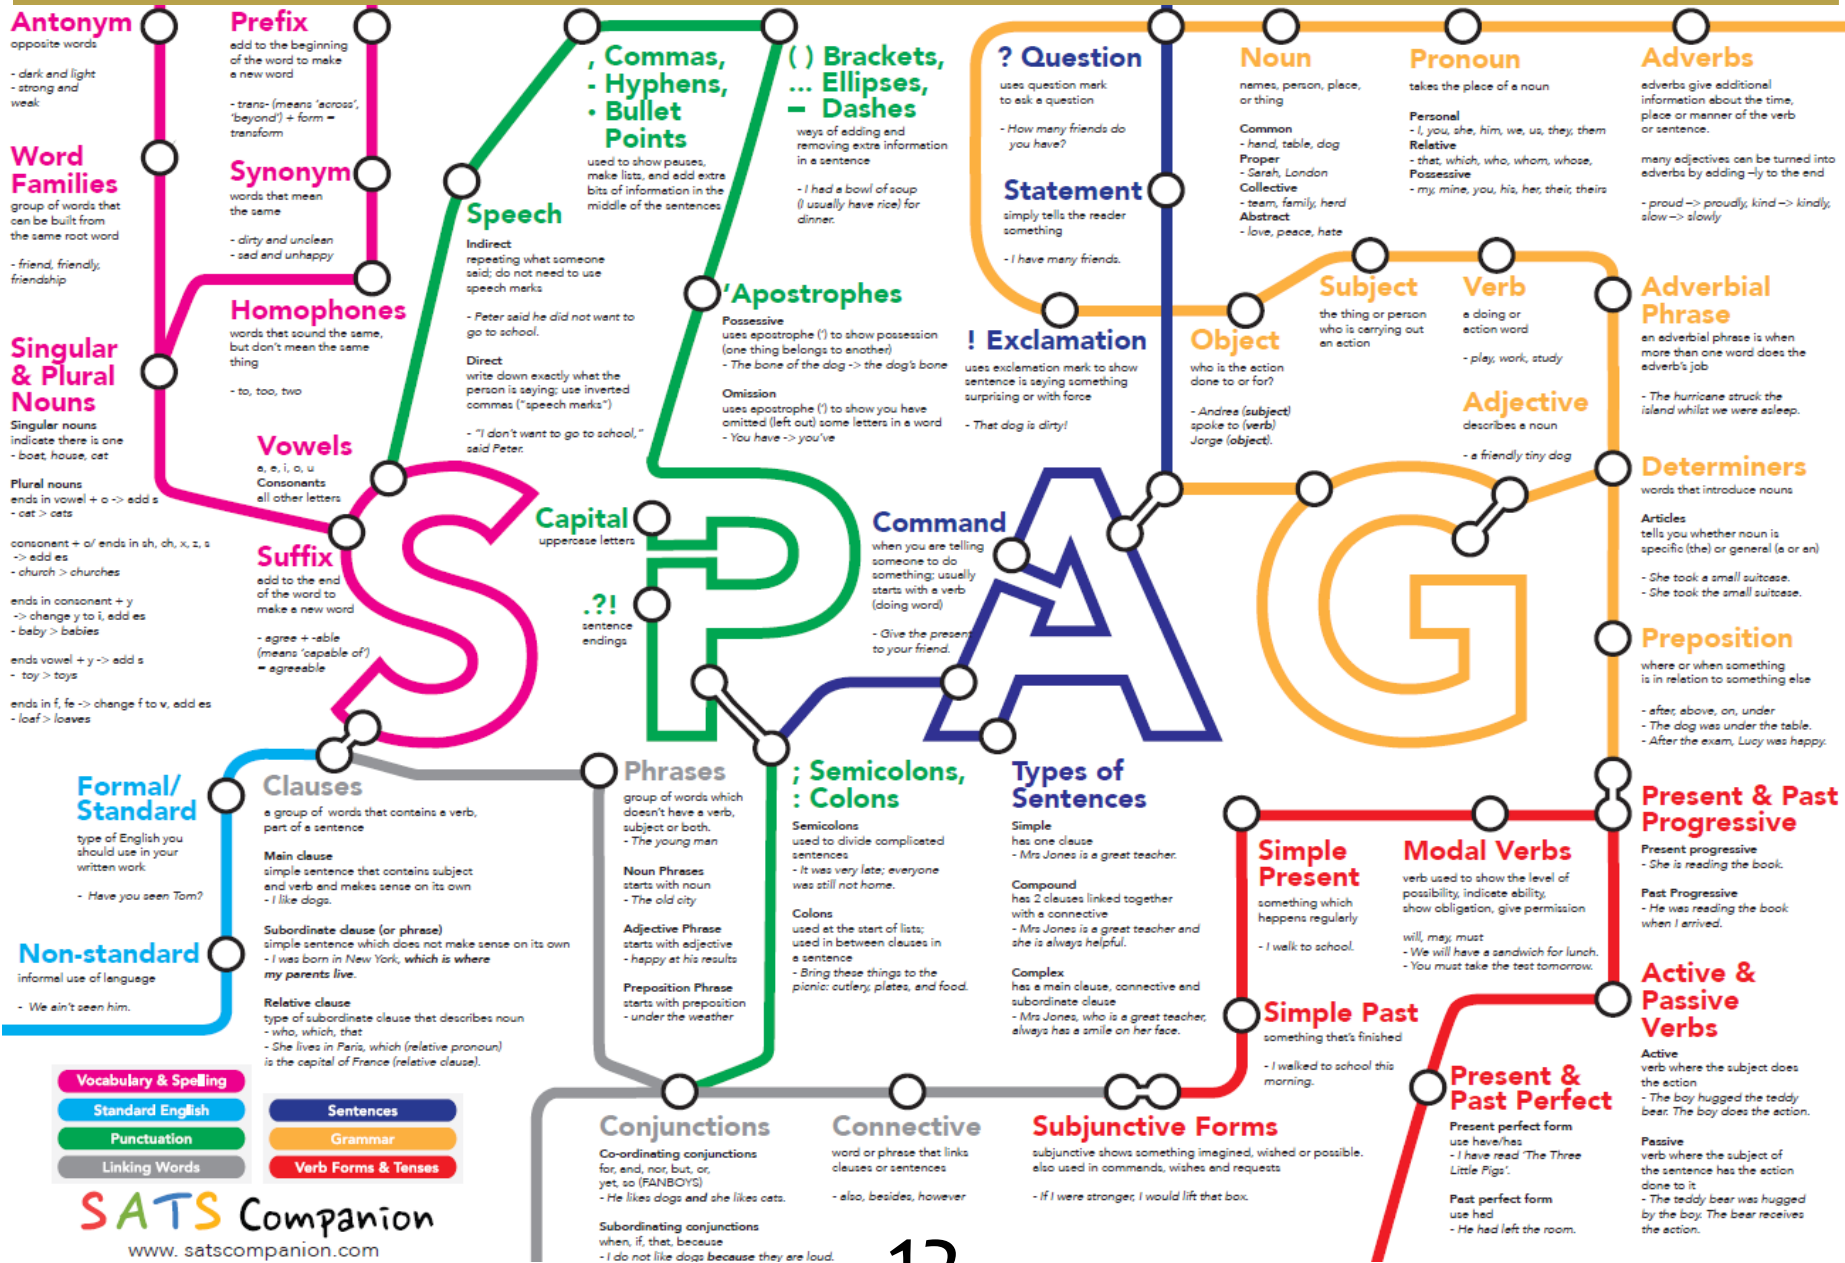 Antonym
opposite words
- dark and light
- strong and
weak
Word
Families
group of words that
can be built from
the same root word
- friend, friendly,
friendship
Singular
& Plural
Nouns
Singular nouns
indicate there is one
- boat, house, cat
Plural nouns
ends in vowel + o -> add s
- cat > cats
consonant + o/ ends in sh, ch, x, z, s
-> add es
- church > churches
ends in consonant + y
-> change y to i, add es
- baby > babies
ends vowel + y -> add s
- toy > toys
ends in f, fe -> change f to v, add es
- loaf > loaves
Prefix
add to the beginning
of the word to make
a new word
- trans- (means 'across',
'beyond') + form =
transform
Synonym
words that mean
the same
- dirty and unclean
- sad and unhappy
Homophones
words that sound the same,
but don't mean the same
thing
- to, too, two
Vowels
a, e, i, o, u
Consonants
all other letters
Suffix
add to the end
of the word to
make a new word
- agree + -able
(means 'capable of')
= agreeable
Speech
Indirect
repeating what someone
said; do not need to use
speech marks
- Peter said he did not want to
go to school.
Direct
write down exactly what the
person is saying; use inverted
commas ("speech marks")
- "I don't want to go to school,"
said Peter.
, Commas,
- Hyphens,
• Bullet
Points
used to show pauses,
make lists, and add extra
bits of information in the
middle of the sentences
( ) Brackets,
... Ellipses,
– Dashes
ways of adding and
removing extra information
in a sentence
- I had a bowl of soup
(I usually have rice) for
dinner.
'Apostrophes
Possessive
uses apostrophe (') to show possession
(one thing belongs to another)
- The bone of the dog -> the dog's bone
Omission
uses apostrophe (') to show you have
omitted (left out) some letters in a word
- You have -> you've
Capital
uppercase letters
.?!
sentence
endings
? Question
uses question mark
to ask a question
- How many friends do
you have?
Statement
simply tells the reader
something
- I have many friends.
! Exclamation
uses exclamation mark to show
sentence is saying something
surprising or with force
- That dog is dirty!
Command
when you are telling
someone to do
something; usually
starts with a verb
(doing word)
- Give the present
to your friend.
Noun
names, person, place,
or thing
Common
- hand, table, dog
Proper
- Sarah, London
Collective
- team, family, herd
Abstract
- love, peace, hate
Pronoun
takes the place of a noun
Personal
- I, you, she, him, we, us, they, them
Relative
- that, which, who, whom, whose,
Possessive
- my, mine, you, his, her, their, theirs
Adverbs
adverbs give additional
information about the time,
place or manner of the verb
or sentence.
many adjectives can be turned into
adverbs by adding –ly to the end
- proud –> proudly, kind –> kindly,
slow –> slowly
Object
who is the action
done to or for?
- Andrea (subject)
spoke to (verb)
Jorge (object).
Subject
the thing or person
who is carrying out
an action
Verb
a doing or
action word
- play, work, study
Adjective
describes a noun
- a friendly tiny dog
Adverbial
Phrase
an adverbial phrase is when
more than one word does the
adverb's job
- The hurricane struck the
island whilst we were asleep.
Determiners
words that introduce nouns
Articles
tells you whether noun is
specific (the) or general (a or an)
- She took a small suitcase.
- She took the small suitcase.
Preposition
where or when something
is in relation to something else
- after, above, on, under
- The dog was under the table.
- After the exam, Lucy was happy.
SPAG
Formal/
Standard
type of English you
should use in your
written work
- Have you seen Tom?
Non-standard
informal use of language
- We ain't seen him.
Clauses
a group of words that contains a verb,
part of a sentence
Main clause
simple sentence that contains subject
and verb and makes sense on its own
- I like dogs.
Subordinate clause (or phrase)
simple sentence which does not make sense on its own
- I was born in New York, which is where
my parents live.
Relative clause
type of subordinate clause that describes noun
- who, which, that
- She lives in Paris, which (relative pronoun)
is the capital of France (relative clause).
Phrases
group of words which
doesn't have a verb,
subject or both.
- The young man
Noun Phrases
starts with noun
- The old city
Adjective Phrase
starts with adjective
- happy at his results
Preposition Phrase
starts with preposition
- under the weather
; Semicolons,
: Colons
Semicolons
used to divide complicated
sentences
- It was very late; everyone
was still not home.
Colons
used at the start of lists;
used in between clauses in
a sentence
- Bring these things to the
picnic: cutlery, plates, and food.
Types of
Sentences
Simple
has one clause
- Mrs Jones is a great teacher.
Compound
has 2 clauses linked together
with a connective
- Mrs Jones is a great teacher and
she is always helpful.
Complex
has a main clause, connective and
subordinate clause
- Mrs Jones, who is a great teacher,
always has a smile on her face.
Simple
Present
something which
happens regularly
- I walk to school.
Modal Verbs
verb used to show the level of
possibility, indicate ability,
show obligation, give permission
will, may, must
- We will have a sandwich for lunch.
- You must take the test tomorrow.
Present & Past
Progressive
Present progressive
- She is reading the book.
Past Progressive
- He was reading the book
when I arrived.
Simple Past
something that's finished
- I walked to school this
morning.
Active &
Passive
Verbs
Active
verb where the subject does
the action
- The boy hugged the teddy
bear. The boy does the action.
Passive
verb where the subject of
the sentence has the action
done to it
- The teddy bear was hugged
by the boy. The bear receives
the action.
Present &
Past Perfect
Present perfect form
use have/has
- I have read 'The Three
Little Pigs'.
Past perfect form
use had
- He had left the room.
Conjunctions
Co-ordinating conjunctions
for, and, nor, but, or,
yet, so (FANBOYS)
- He likes dogs and she likes cats.
Subordinating conjunctions
when, if, that, because
- I do not like dogs because they are loud.
Connective
word or phrase that links
clauses or sentences
- also, besides, however
Subjunctive Forms
subjunctive shows something imagined, wished or possible.
also used in commands, wishes and requests
- If I were stronger, I would lift that box.
Vocabulary & Spelling
Standard English
Punctuation
Linking Words
Sentences
Grammar
Verb Forms & Tenses
SATS Companion
www. satscompanion.com
12